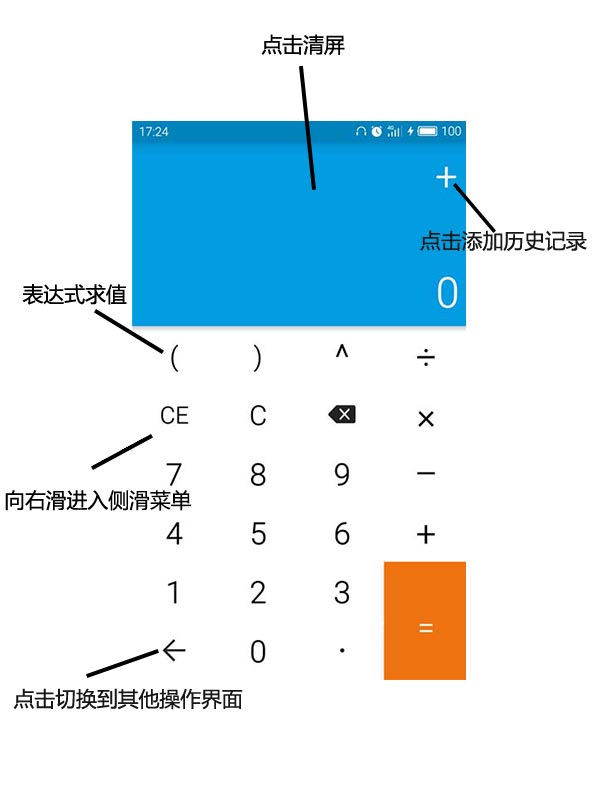 点击清屏
17:24
4G
100
+
点击添加历史记录
0
表达式求值
( ) ^ ÷
CE C ×
向右滑进入侧滑菜单
7 8 9 −
4 5 6 +
1 2 3
=
← 0 ·
点击切换到其他操作界面